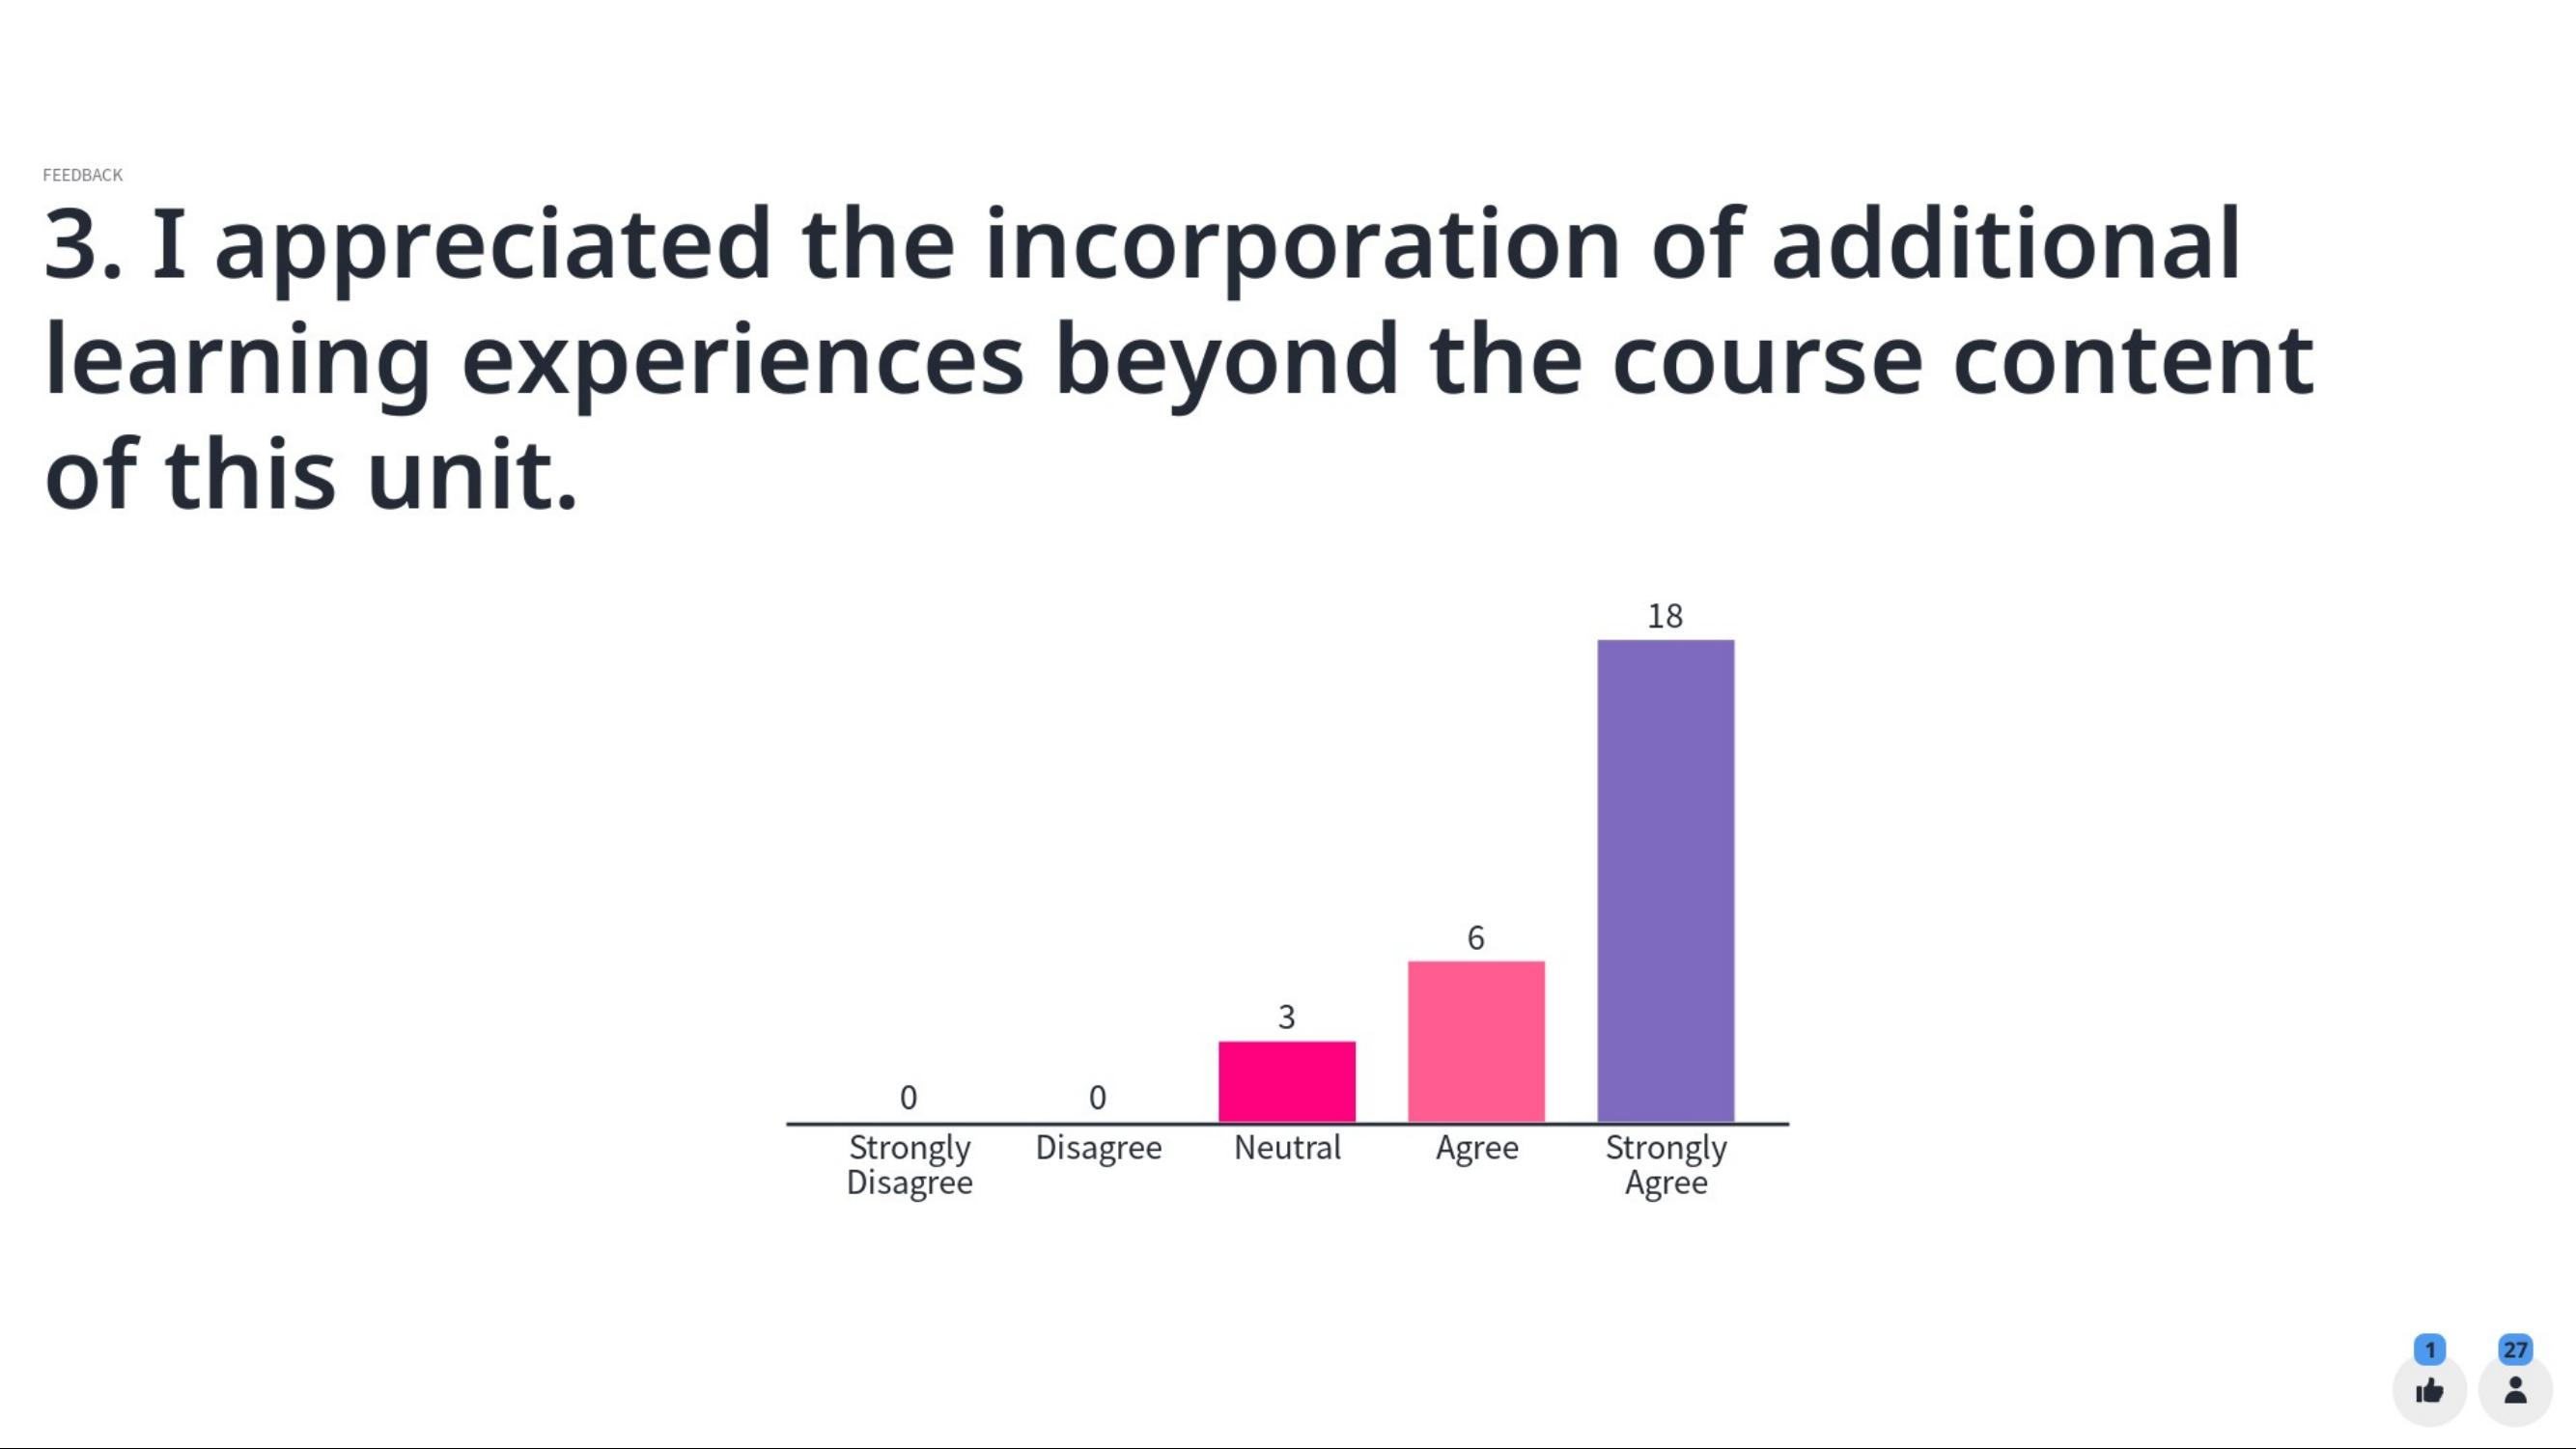 FEEDBACK
3. I appreciated the incorporation of additional
learning experiences beyond the course content
of this unit.
18
6
3
0
0
Strongly
Disagree
Disagree
Neutral
Agree
Strongly
Agree
1
27